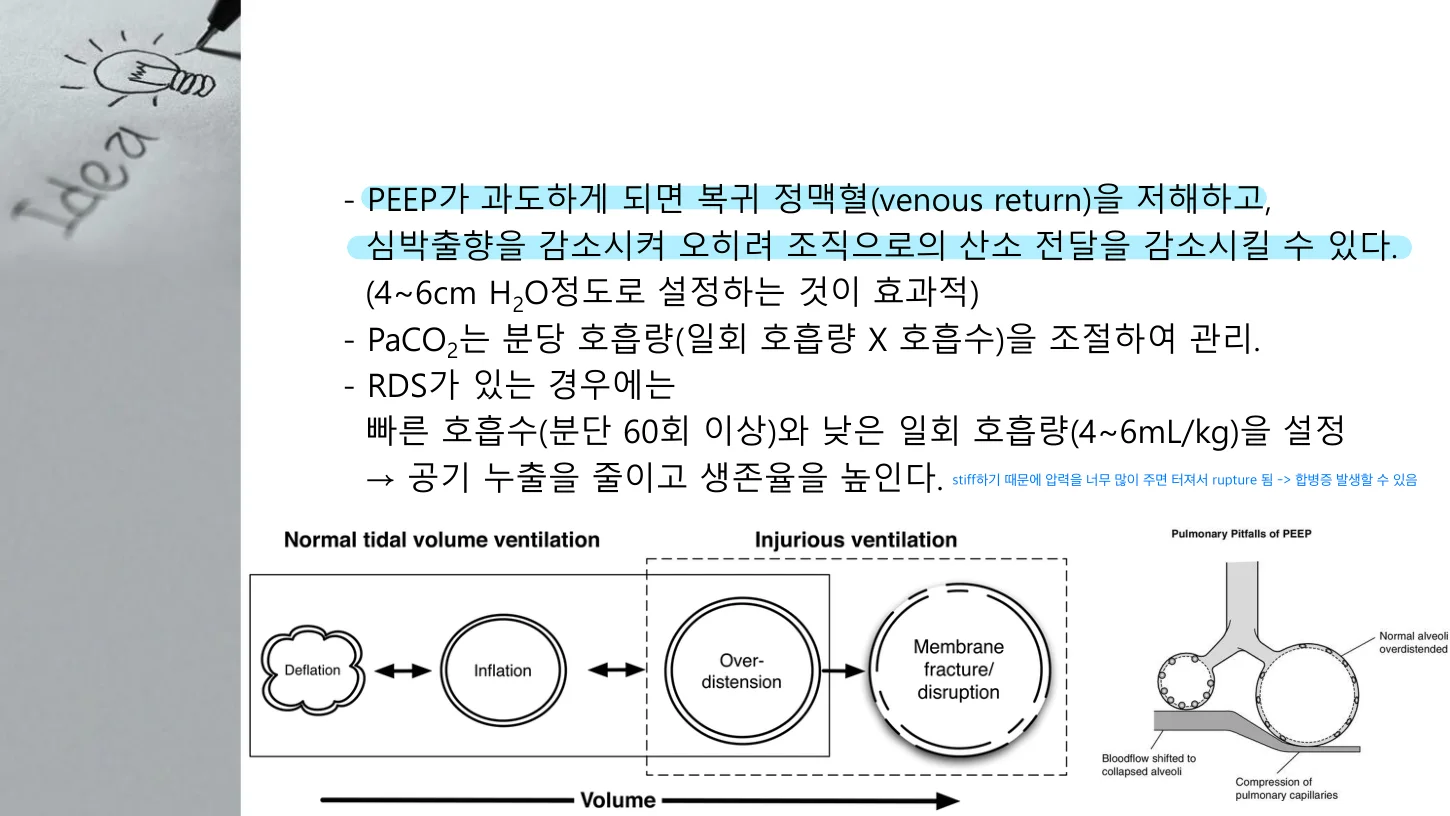 Idea
- PEEP가 과도하게 되면 복귀 정맥혈(venous return)을 저해하고,
심박출향을 감소시켜 오히려 조직으로의 산소 전달을 감소시킬 수 있다.
(4~6cm H₂O정도로 설정하는 것이 효과적)
- PaCO₂는 분당 호흡량(일회 호흡량 X 호흡수)을 조절하여 관리.
- RDS가 있는 경우에는
빠른 호흡수(분단 60회 이상)와 낮은 일회 호흡량(4~6mL/kg)을 설정
→ 공기 누출을 줄이고 생존율을 높인다. stiff하기 때문에 압력을 너무 많이 주면 터져서 rupture 됨 -> 합병증 발생할 수 있음
Normal tidal volume ventilation
Injurious ventilation
Deflation
Inflation
Over-
distension
Membrane
fracture/
disruption
Volume
Pulmonary Pitfalls of PEEP
Normal alveoli
overdistended
Bloodflow shifted to
collapsed alveoli
Compression of
pulmonary capillaries